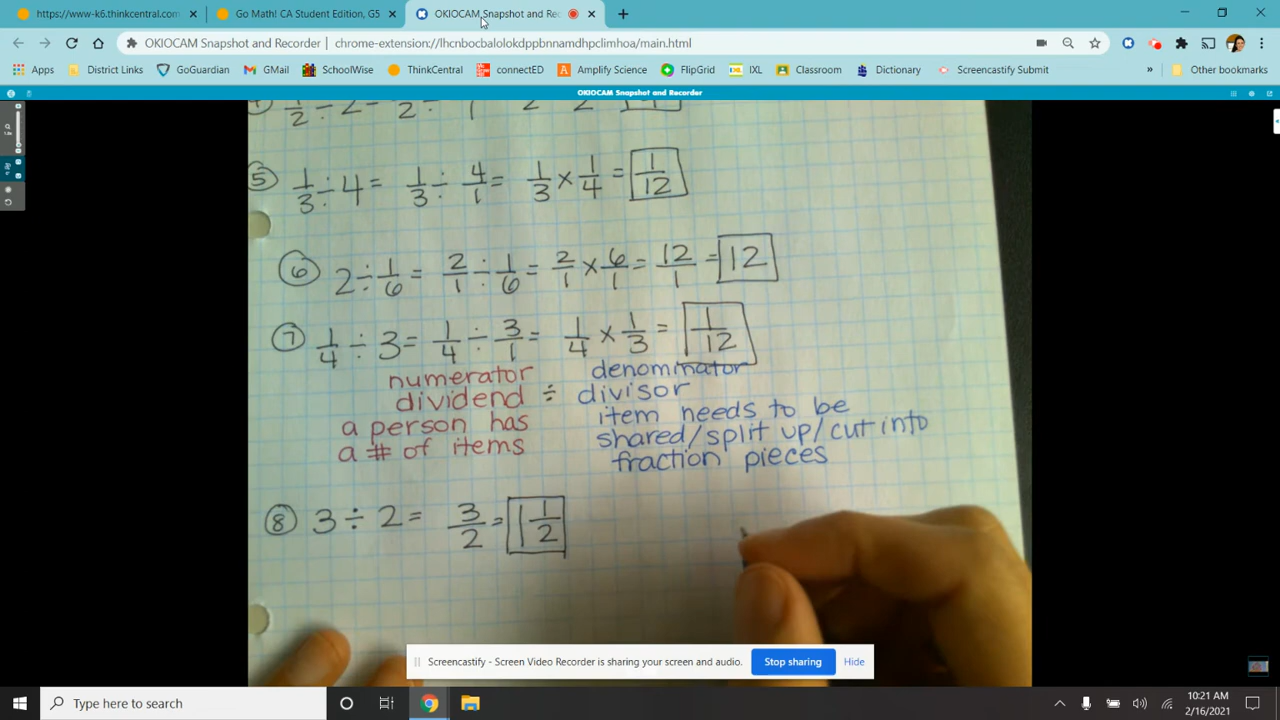 https://www-k6.thinkcentral.com
Go Math! CA Student Edition, G5
OKIOCAM Snapshot and Rec
OKIOCAM Snapshot and Recorder | chrome-extension://lhcnbocbalolokdppbnnamdhpclimhoa/main.html
Apps District Links GoGuardian GMail SchoolWise ThinkCentral connectED Amplify Science FlipGrid IXL Classroom Dictionary Screencastify Submit » Other bookmarks
OKIOCAM Snapshot and Recorder
5 1/3 ÷ 4 = 1/3 ÷ 4/1 = 1/3 × 1/4 = 1/12
6 2 ÷ 1/6 = 2/1 ÷ 1/6 = 2/1 × 6/1 = 12/1 = 12
7 1/4 ÷ 3 = 1/4 ÷ 3/1 = 1/4 × 1/3 = 1/12
numerator denominator
dividend ÷ divisor
a person has item needs to be
a # of items shared/split up/cut into
fraction pieces
8 3 ÷ 2 = 3/2 = 1 1/2
Screencastify - Screen Video Recorder is sharing your screen and audio. Stop sharing Hide
Type here to search
10:21 AM
2/16/2021